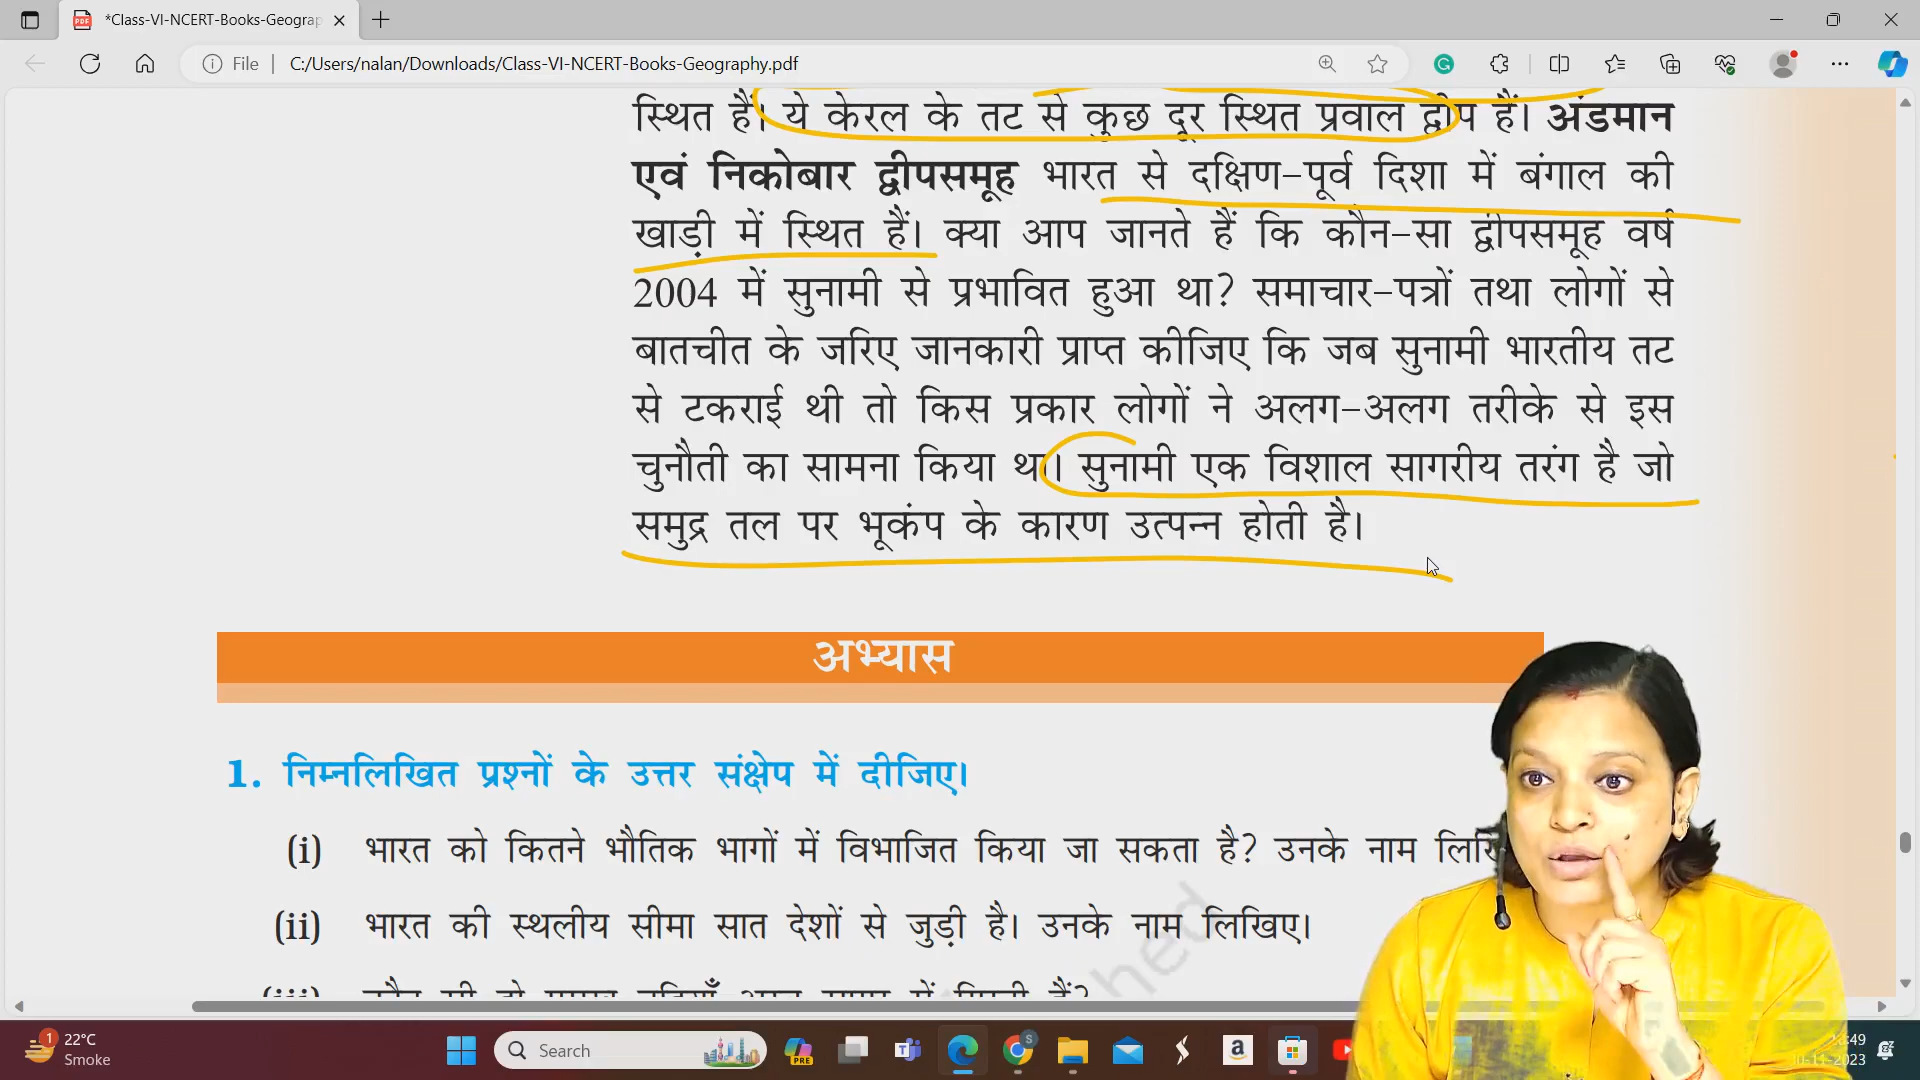 *Class-VI-NCERT-Books-Geograp
File
C:/Users/nalan/Downloads/Class-VI-NCERT-Books-Geography.pdf
स्थित हैं। ये केरल के तट से कुछ दूर स्थित प्रवाल द्वीप हैं। अंडमान
एवं निकोबार द्वीपसमूह भारत से दक्षिण-पूर्व दिशा में बंगाल की
खाड़ी में स्थित हैं। क्या आप जानते हैं कि कौन-सा द्वीपसमूह वर्ष
2004 में सुनामी से प्रभावित हुआ था? समाचार-पत्रों तथा लोगों से
बातचीत के जरिए जानकारी प्राप्त कीजिए कि जब सुनामी भारतीय तट
से टकराई थी तो किस प्रकार लोगों ने अलग-अलग तरीके से इस
चुनौती का सामना किया था। सुनामी एक विशाल सागरीय तरंग है जो
समुद्र तल पर भूकंप के कारण उत्पन्न होती है।
अभ्यास
1. निम्नलिखित प्रश्नों के उत्तर संक्षेप में दीजिए।
(i) भारत को कितने भौतिक भागों में विभाजित किया जा सकता है? उनके नाम
(ii) भारत की स्थलीय सीमा सात देशों से जुड़ी है। उनके नाम लिखिए।
1
22°C
Smoke
Search
PRE